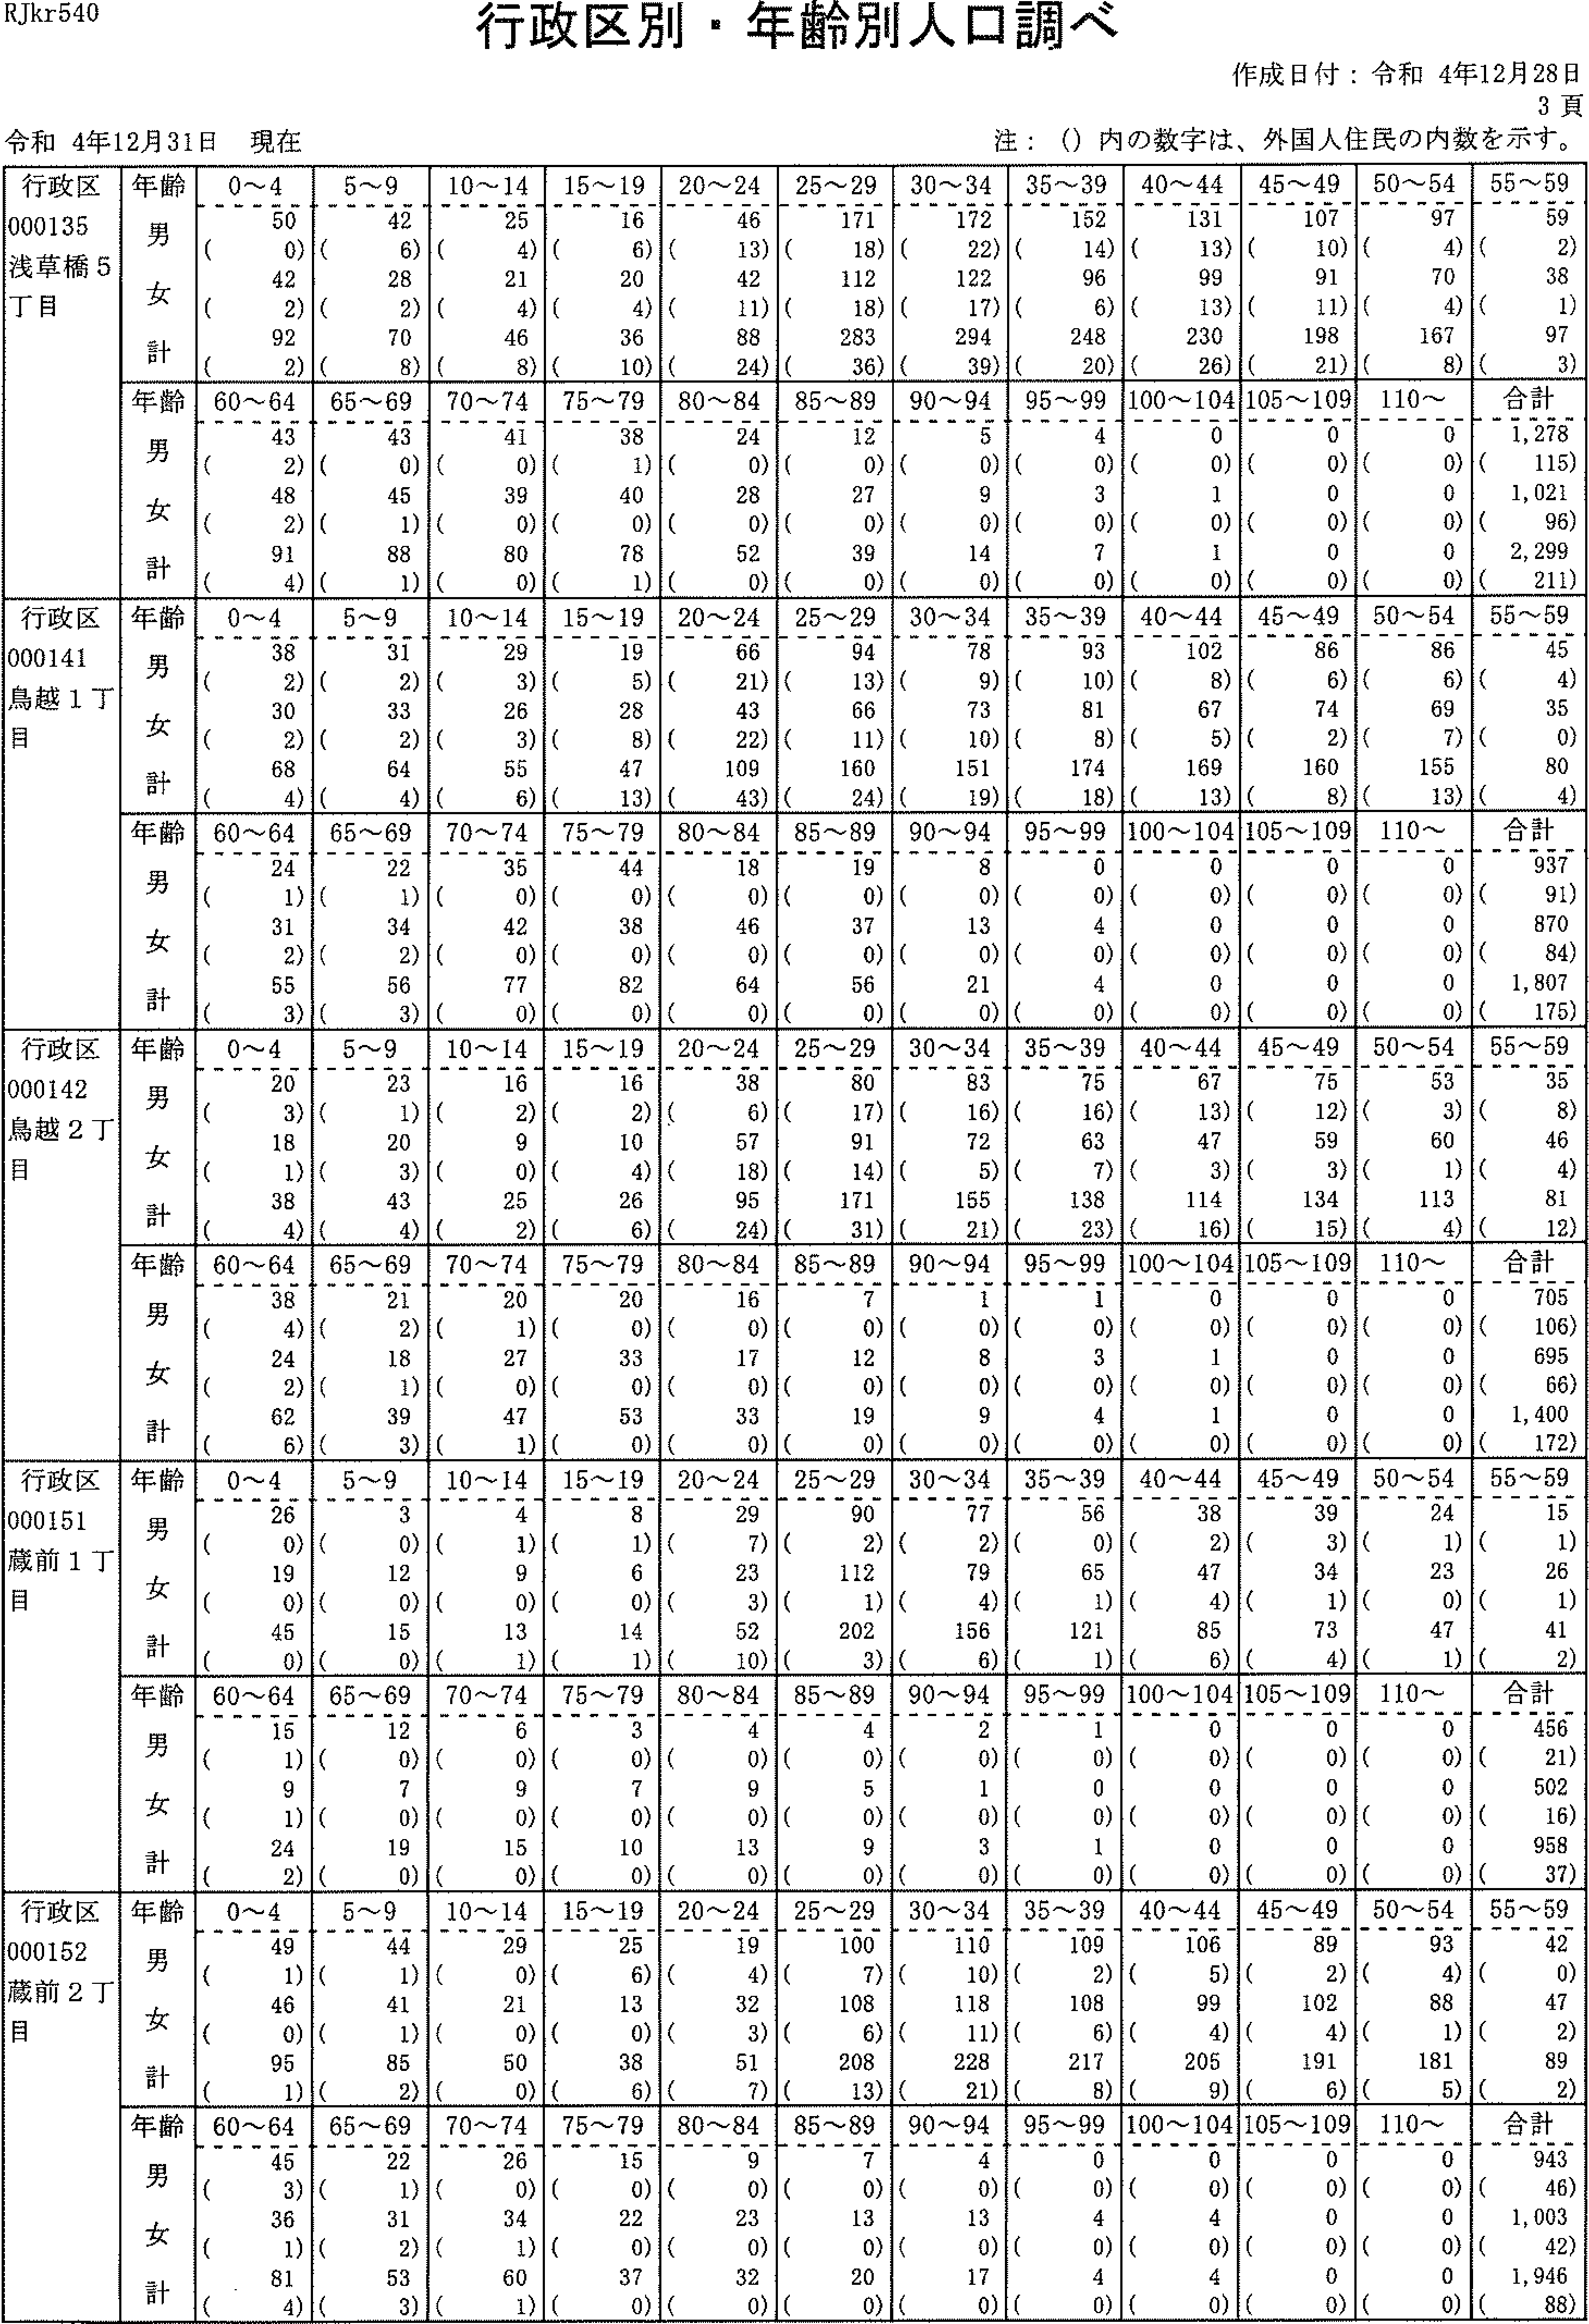 RJkr540
行政区別・年齢別人口調べ
作成日付：令和 4年12月28日
3 頁
令和 4年12月31日 現在
注：（）内の数字は、外国人住民の内数を示す。
行政区 年齢 0～4 5～9 10～14 15～19 20～24 25～29 30～34 35～39 40～44 45～49 50～54 55～59
000135 浅草橋５丁目
男 50 42 25 16 46 171 172 152 131 107 97 59
( 0) ( 6) ( 4) ( 6) ( 13) ( 18) ( 22) ( 14) ( 13) ( 10) ( 4) ( 2)
女 42 28 21 20 42 112 122 96 99 91 70 38
( 2) ( 2) ( 4) ( 4) ( 11) ( 18) ( 17) ( 6) ( 13) ( 11) ( 4) ( 1)
計 92 70 46 36 88 283 294 248 230 198 167 97
( 2) ( 8) ( 8) ( 10) ( 24) ( 36) ( 39) ( 20) ( 26) ( 21) ( 8) ( 3)
年齢 60～64 65～69 70～74 75～79 80～84 85～89 90～94 95～99 100～104 105～109 110～ 合計
男 43 43 41 38 24 12 5 4 0 0 0 1,278
( 2) ( 0) ( 0) ( 1) ( 0) ( 0) ( 0) ( 0) ( 0) ( 0) ( 0) ( 115)
女 48 45 39 40 28 27 9 3 1 0 0 1,021
( 2) ( 1) ( 0) ( 0) ( 0) ( 0) ( 0) ( 0) ( 0) ( 0) ( 0) ( 96)
計 91 88 80 78 52 39 14 7 1 0 0 2,299
( 4) ( 1) ( 0) ( 1) ( 0) ( 0) ( 0) ( 0) ( 0) ( 0) ( 0) ( 211)
行政区 年齢 0～4 5～9 10～14 15～19 20～24 25～29 30～34 35～39 40～44 45～49 50～54 55～59
000141 鳥越１丁目
男 38 31 29 19 66 94 78 93 102 86 86 45
( 2) ( 2) ( 3) ( 5) ( 21) ( 13) ( 9) ( 10) ( 8) ( 6) ( 6) ( 4)
女 30 33 26 28 43 66 73 81 67 74 69 35
( 2) ( 2) ( 3) ( 8) ( 22) ( 11) ( 10) ( 8) ( 5) ( 2) ( 7) ( 0)
計 68 64 55 47 109 160 151 174 169 160 155 80
( 4) ( 4) ( 6) ( 13) ( 43) ( 24) ( 19) ( 18) ( 13) ( 8) ( 13) ( 4)
年齢 60～64 65～69 70～74 75～79 80～84 85～89 90～94 95～99 100～104 105～109 110～ 合計
男 24 22 35 44 18 19 8 0 0 0 0 937
( 1) ( 1) ( 0) ( 0) ( 0) ( 0) ( 0) ( 0) ( 0) ( 0) ( 0) ( 91)
女 31 34 42 38 46 37 13 4 0 0 0 870
( 2) ( 2) ( 0) ( 0) ( 0) ( 0) ( 0) ( 0) ( 0) ( 0) ( 0) ( 84)
計 55 56 77 82 64 56 21 4 0 0 0 1,807
( 3) ( 3) ( 0) ( 0) ( 0) ( 0) ( 0) ( 0) ( 0) ( 0) ( 0) ( 175)
行政区 年齢 0～4 5～9 10～14 15～19 20～24 25～29 30～34 35～39 40～44 45～49 50～54 55～59
000142 鳥越２丁目
男 20 23 16 16 38 80 83 75 67 75 53 35
( 3) ( 1) ( 2) ( 2) ( 6) ( 17) ( 16) ( 16) ( 13) ( 12) ( 3) ( 8)
女 18 20 9 10 57 91 72 63 47 59 60 46
( 1) ( 3) ( 0) ( 4) ( 18) ( 14) ( 5) ( 7) ( 3) ( 3) ( 1) ( 4)
計 38 43 25 26 95 171 155 138 114 134 113 81
( 4) ( 4) ( 2) ( 6) ( 24) ( 31) ( 21) ( 23) ( 16) ( 15) ( 4) ( 12)
年齢 60～64 65～69 70～74 75～79 80～84 85～89 90～94 95～99 100～104 105～109 110～ 合計
男 38 21 20 20 16 7 1 1 0 0 0 705
( 4) ( 2) ( 1) ( 0) ( 0) ( 0) ( 0) ( 0) ( 0) ( 0) ( 0) ( 106)
女 24 18 27 33 17 12 8 3 1 0 0 695
( 2) ( 1) ( 0) ( 0) ( 0) ( 0) ( 0) ( 0) ( 0) ( 0) ( 0) ( 66)
計 62 39 47 53 33 19 9 4 1 0 0 1,400
( 6) ( 3) ( 1) ( 0) ( 0) ( 0) ( 0) ( 0) ( 0) ( 0) ( 0) ( 172)
行政区 年齢 0～4 5～9 10～14 15～19 20～24 25～29 30～34 35～39 40～44 45～49 50～54 55～59
000151 蔵前１丁目
男 26 3 4 8 29 90 77 56 38 39 24 15
( 0) ( 0) ( 1) ( 1) ( 7) ( 2) ( 2) ( 0) ( 2) ( 3) ( 1) ( 1)
女 19 12 9 6 23 112 79 65 47 34 23 26
( 0) ( 0) ( 0) ( 0) ( 3) ( 1) ( 4) ( 1) ( 4) ( 1) ( 0) ( 1)
計 45 15 13 14 52 202 156 121 85 73 47 41
( 0) ( 0) ( 1) ( 1) ( 10) ( 3) ( 6) ( 1) ( 6) ( 4) ( 1) ( 2)
年齢 60～64 65～69 70～74 75～79 80～84 85～89 90～94 95～99 100～104 105～109 110～ 合計
男 15 12 6 3 4 4 2 1 0 0 0 456
( 1) ( 0) ( 0) ( 0) ( 0) ( 0) ( 0) ( 0) ( 0) ( 0) ( 0) ( 21)
女 9 7 9 7 9 5 1 0 0 0 0 502
( 1) ( 0) ( 0) ( 0) ( 0) ( 0) ( 0) ( 0) ( 0) ( 0) ( 0) ( 16)
計 24 19 15 10 13 9 3 1 0 0 0 958
( 2) ( 0) ( 0) ( 0) ( 0) ( 0) ( 0) ( 0) ( 0) ( 0) ( 0) ( 37)
行政区 年齢 0～4 5～9 10～14 15～19 20～24 25～29 30～34 35～39 40～44 45～49 50～54 55～59
000152 蔵前２丁目
男 49 44 29 25 19 100 110 109 106 89 93 42
( 1) ( 1) ( 0) ( 6) ( 4) ( 7) ( 10) ( 2) ( 5) ( 2) ( 4) ( 0)
女 46 41 21 13 32 108 118 108 99 102 88 47
( 0) ( 1) ( 0) ( 0) ( 3) ( 6) ( 11) ( 6) ( 4) ( 4) ( 1) ( 2)
計 95 85 50 38 51 208 228 217 205 191 181 89
( 1) ( 2) ( 0) ( 6) ( 7) ( 13) ( 21) ( 8) ( 9) ( 6) ( 5) ( 2)
年齢 60～64 65～69 70～74 75～79 80～84 85～89 90～94 95～99 100～104 105～109 110～ 合計
男 45 22 26 15 9 7 4 0 0 0 0 943
( 3) ( 1) ( 0) ( 0) ( 0) ( 0) ( 0) ( 0) ( 0) ( 0) ( 0) ( 46)
女 36 31 34 22 23 13 13 4 4 0 0 1,003
( 1) ( 2) ( 1) ( 0) ( 0) ( 0) ( 0) ( 0) ( 0) ( 0) ( 0) ( 42)
計 81 53 60 37 32 20 17 4 4 0 0 1,946
( 4) ( 3) ( 1) ( 0) ( 0) ( 0) ( 0) ( 0) ( 0) ( 0) ( 0) ( 88)